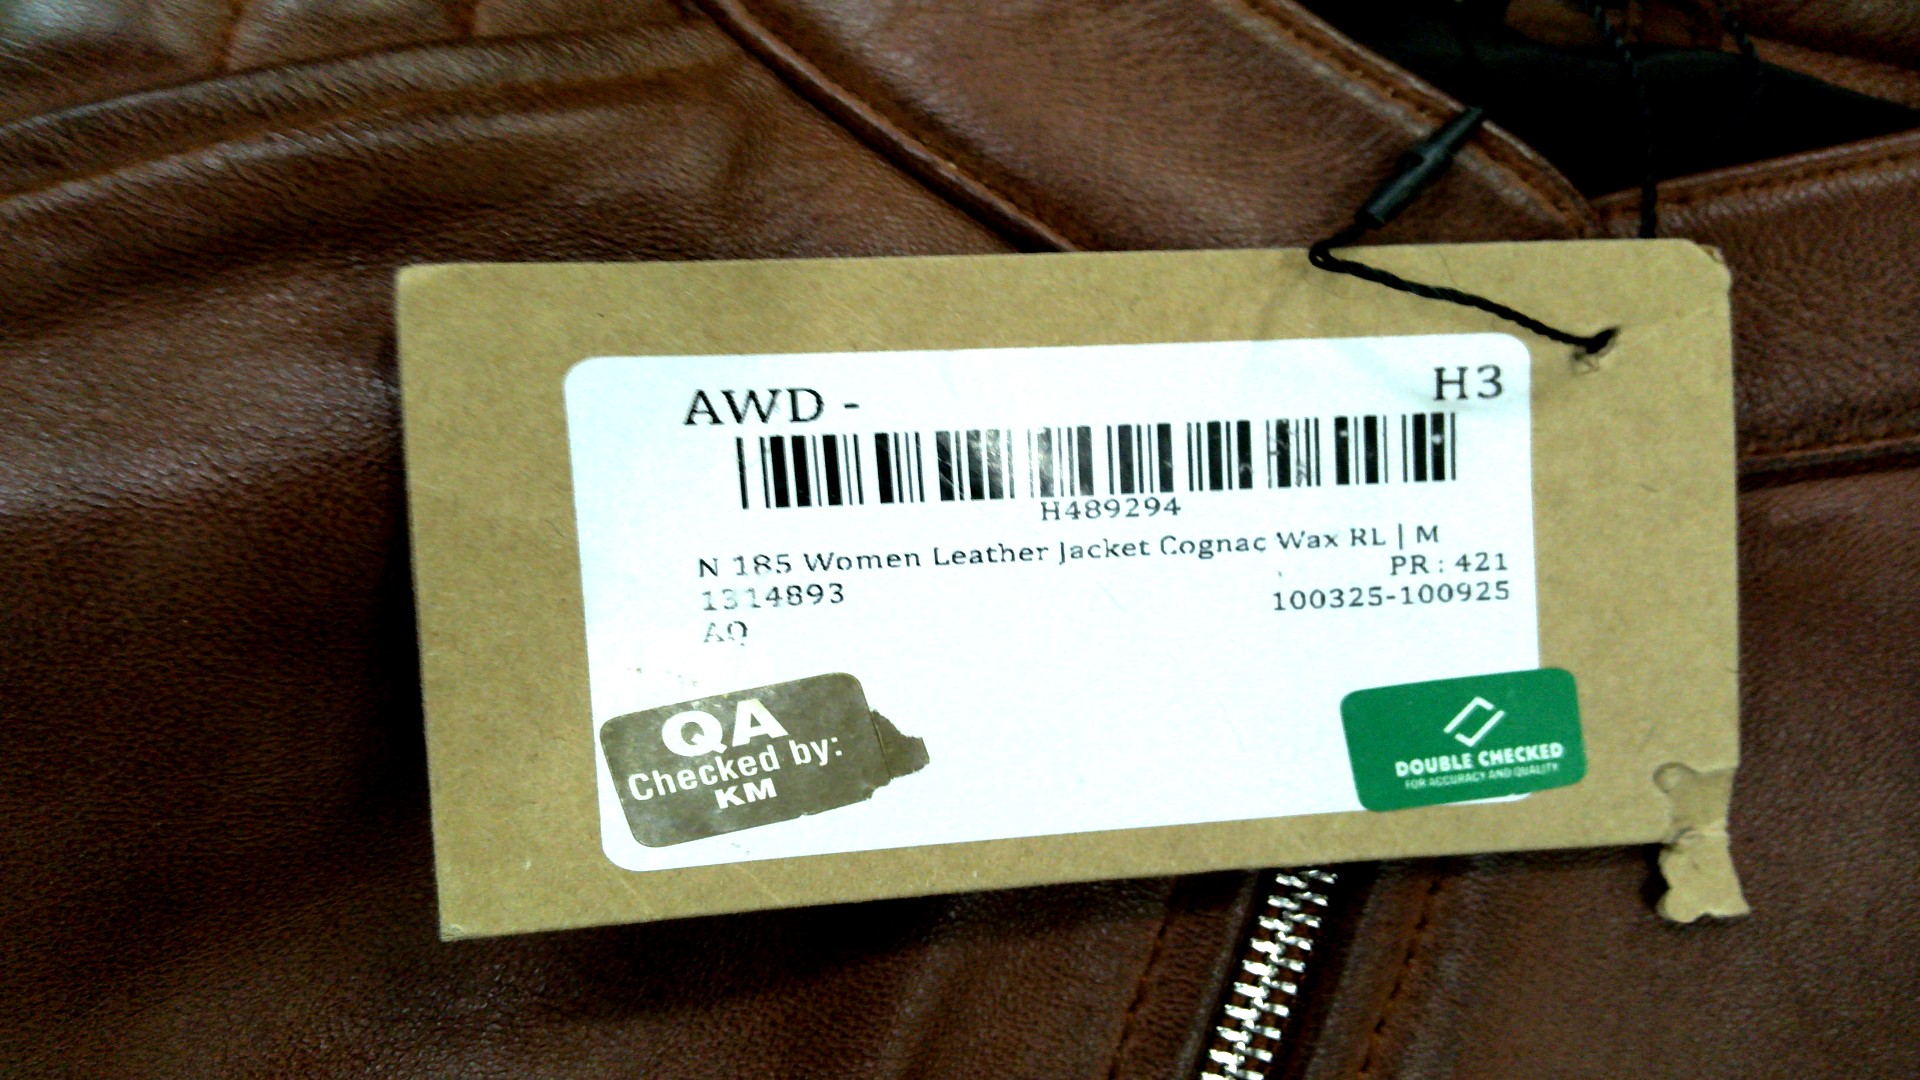 AWD - H3
H489294
N 185 Women Leather Jacket Cognac Wax RL | M
PR : 421
1314893 100325-100925
AQ
QA
Checked by:
KM
DOUBLE CHECKED
FOR ACCURACY AND QUALITY